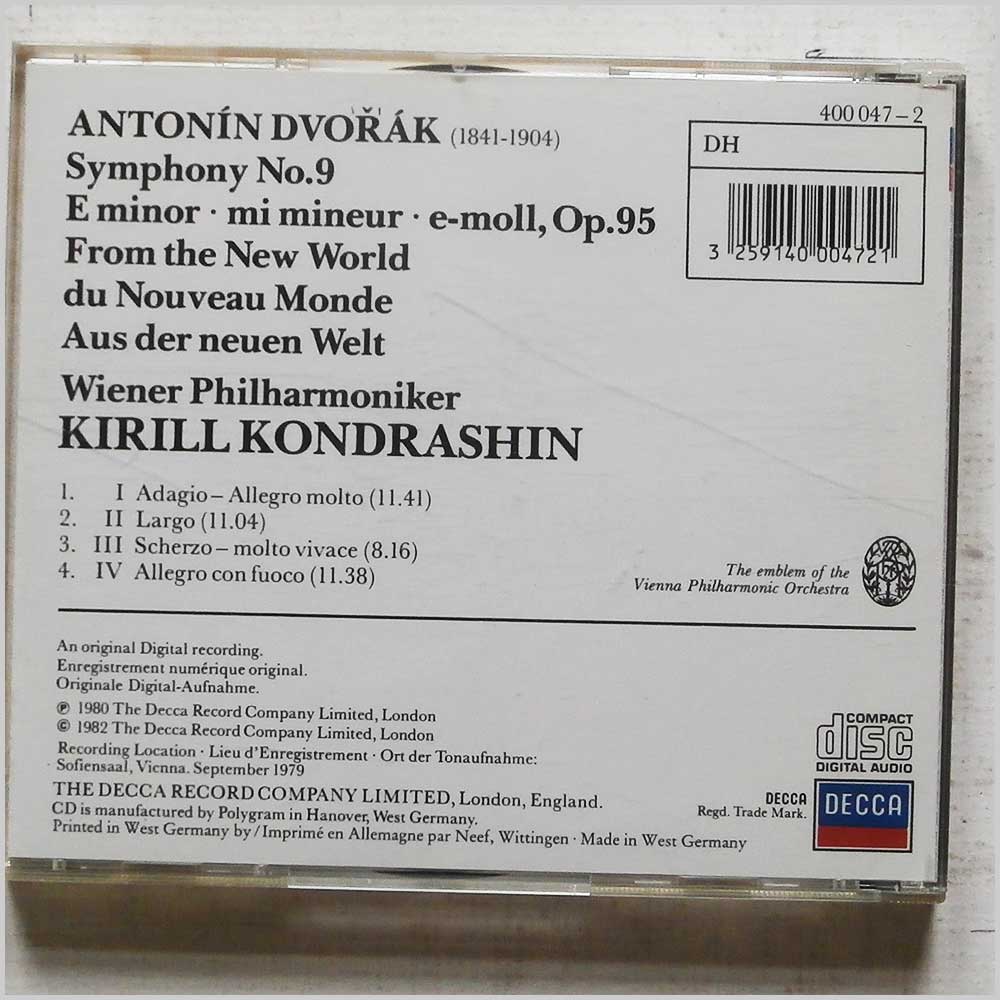 400 047–2
DH
3 259140 004721
ANTONÍN DVOŘÁK (1841-1904)
Symphony No.9
E minor · mi mineur · e-moll, Op.95
From the New World
du Nouveau Monde
Aus der neuen Welt
Wiener Philharmoniker
KIRILL KONDRASHIN
1. I Adagio – Allegro molto (11.41)
2. II Largo (11.04)
3. III Scherzo – molto vivace (8.16)
4. IV Allegro con fuoco (11.38)
The emblem of the
Vienna Philharmonic Orchestra
An original Digital recording.
Enregistrement numérique original.
Originale Digital-Aufnahme.
℗ 1980 The Decca Record Company Limited, London
© 1982 The Decca Record Company Limited, London
Recording Location · Lieu d'Enregistrement · Ort der Tonaufnahme:
Sofiensaal, Vienna. September 1979
THE DECCA RECORD COMPANY LIMITED, London, England.
CD is manufactured by Polygram in Hanover, West Germany.
Printed in West Germany by / Imprimé en Allemagne par Neef, Wittingen · Made in West Germany
COMPACT
disc
DIGITAL AUDIO
DECCA
Regd. Trade Mark.
DECCA